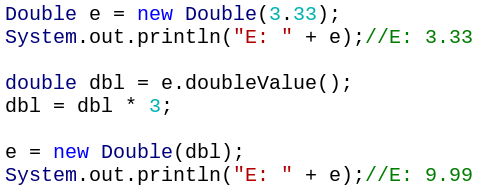 Double e = new Double(3.33);
System.out.println("E: " + e);//E: 3.33
double dbl = e.doubleValue();
dbl = dbl * 3;
e = new Double(dbl);
System.out.println("E: " + e);//E: 9.99